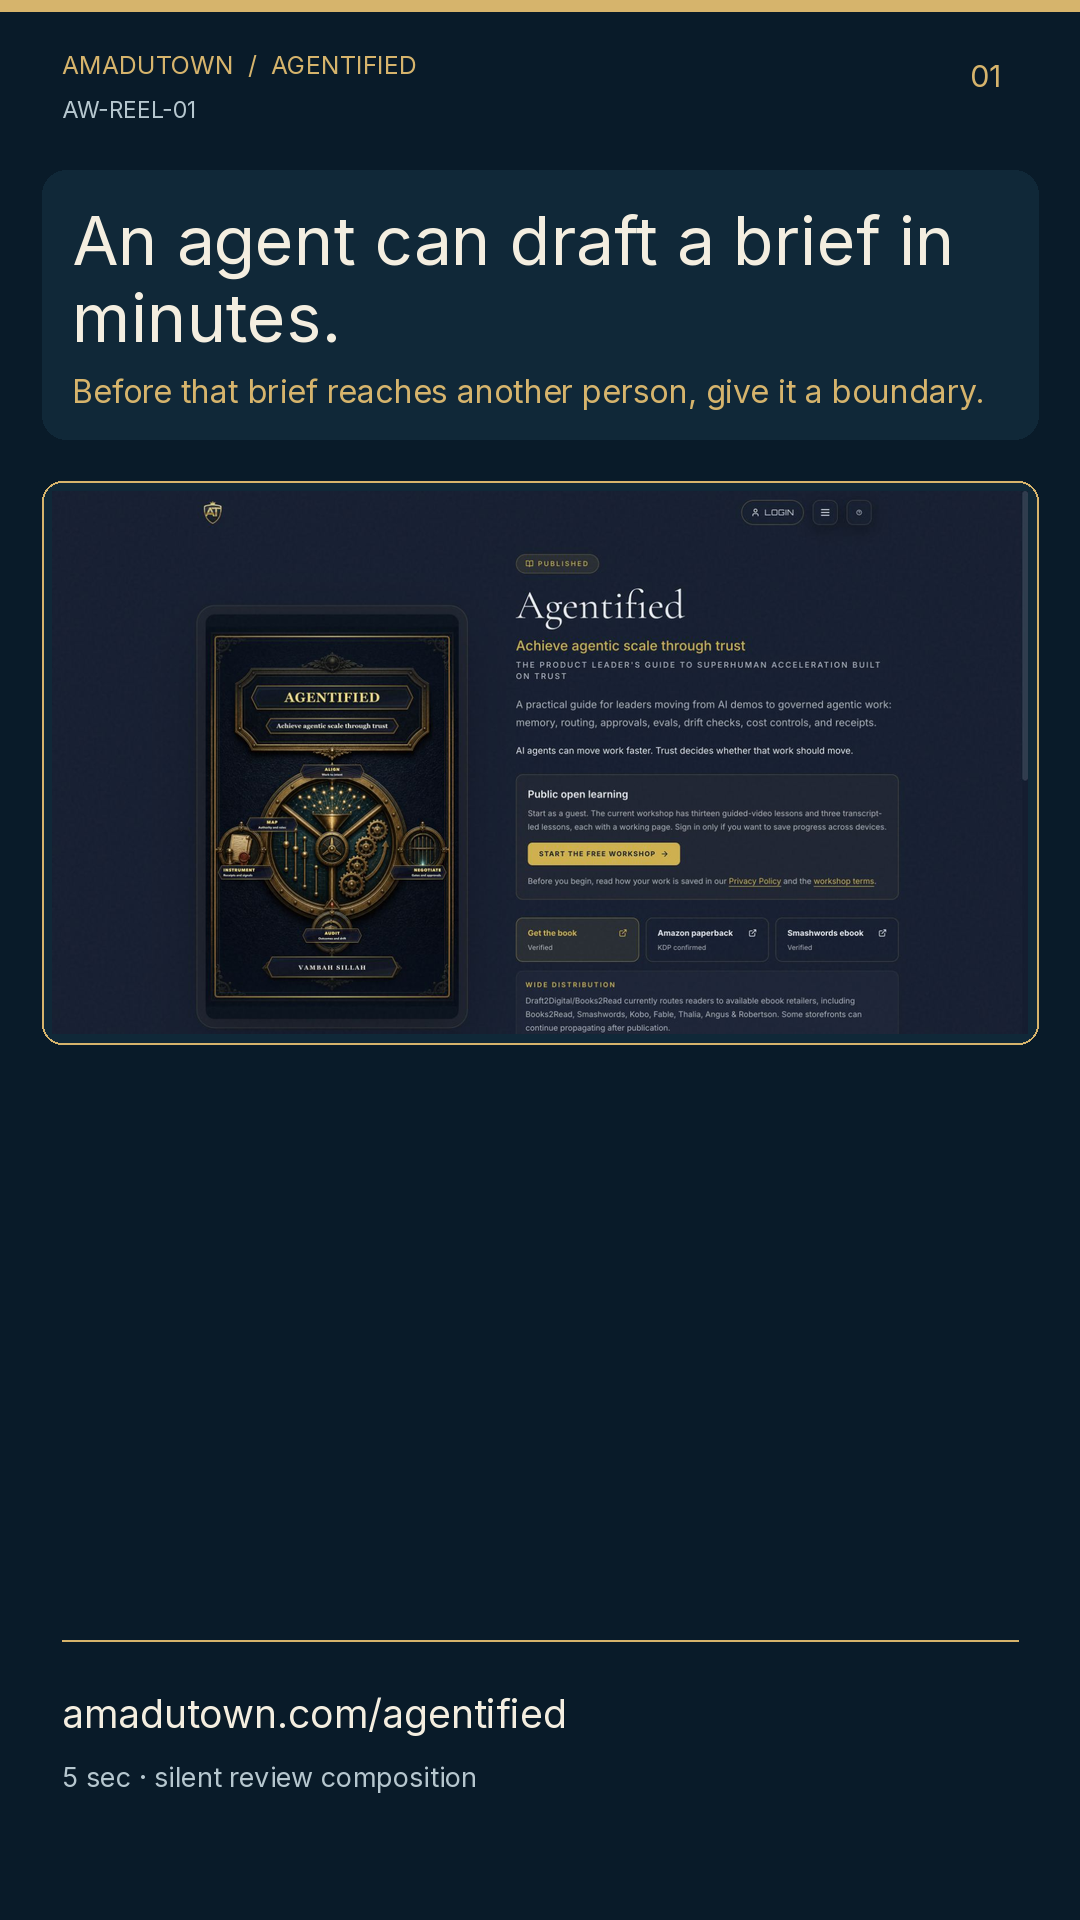 AMADUTOWN / AGENTIFIED
01
AW-REEL-01
An agent can draft a brief in
minutes.
Before that brief reaches another person, give it a boundary.
AT
LOGIN
PUBLISHED
Agentified
Achieve agentic scale through trust
THE PRODUCT LEADER'S GUIDE TO SUPERHUMAN ACCELERATION BUILT
ON TRUST
A practical guide for leaders moving from AI demos to governed agentic work:
memory, routing, approvals, evals, drift checks, cost controls, and receipts.
AI agents can move work faster. Trust decides whether that work should move.
Public open learning
Start as a guest. The current workshop has thirteen guided-video lessons and three transcript-
led lessons, each with a working page. Sign in only if you want to save progress across devices.
START THE FREE WORKSHOP →
Before you begin, read how your work is saved in our Privacy Policy and the workshop terms.
Get the book
Verified
Amazon paperback
KDP confirmed
Smashwords ebook
Verified
WIDE DISTRIBUTION
Draft2Digital/Books2Read currently routes readers to available ebook retailers, including
Books2Read, Smashwords, Kobo, Fable, Thalia, Angus & Robertson. Some storefronts can
continue propagating after publication.
AGENTIFIED
Achieve agentic scale through trust
ALIGN
MAP
Authority and rules
INSTRUMENT
Receipts and signals
NEGOTIATE
AUDIT
VAMBAH SILLAH
amadutown.com/agentified
5 sec · silent review composition